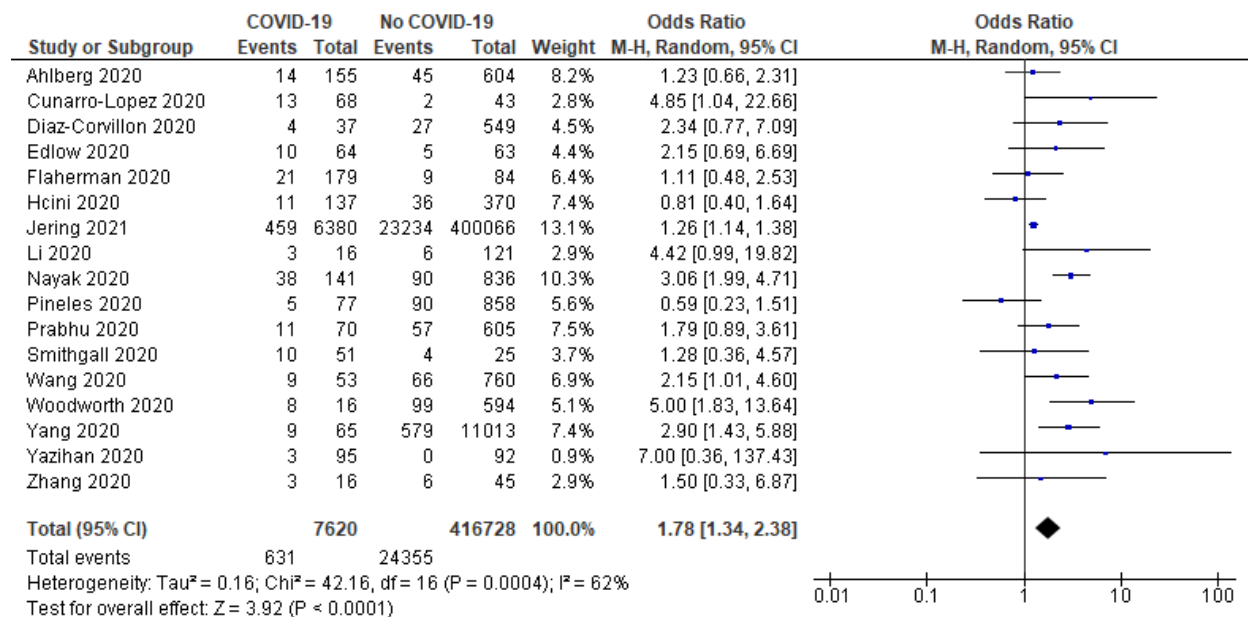 COVID-19 No COVID-19 Odds Ratio Odds Ratio
Study or Subgroup Events Total Events Total Weight M-H, Random, 95% CI M-H, Random, 95% CI
Ahlberg 2020 14 155 45 604 8.2% 1.23 [0.66, 2.31]
Cunarro-Lopez 2020 13 68 2 43 2.8% 4.85 [1.04, 22.66]
Diaz-Corvillon 2020 4 37 27 549 4.5% 2.34 [0.77, 7.09]
Edlow 2020 10 64 5 63 4.4% 2.15 [0.69, 6.69]
Flaherman 2020 21 179 9 84 6.4% 1.11 [0.48, 2.53]
Hcini 2020 11 137 36 370 7.4% 0.81 [0.40, 1.64]
Jering 2021 459 6380 23234 400066 13.1% 1.26 [1.14, 1.38]
Li 2020 3 16 6 121 2.9% 4.42 [0.99, 19.82]
Nayak 2020 38 141 90 836 10.3% 3.06 [1.99, 4.71]
Pineles 2020 5 77 90 858 5.6% 0.59 [0.23, 1.51]
Prabhu 2020 11 70 57 605 7.5% 1.79 [0.89, 3.61]
Smithgall 2020 10 51 4 25 3.7% 1.28 [0.36, 4.57]
Wang 2020 9 53 66 760 6.9% 2.15 [1.01, 4.60]
Woodworth 2020 8 16 99 594 5.1% 5.00 [1.83, 13.64]
Yang 2020 9 65 579 11013 7.4% 2.90 [1.43, 5.88]
Yazihan 2020 3 95 0 92 0.9% 7.00 [0.36, 137.43]
Zhang 2020 3 16 6 45 2.9% 1.50 [0.33, 6.87]
Total (95% CI) 7620 416728 100.0% 1.78 [1.34, 2.38]
Total events 631 24355
Heterogeneity: Tau² = 0.16; Chi² = 42.16, df = 16 (P = 0.0004); I² = 62%
Test for overall effect: Z = 3.92 (P < 0.0001)
0.01 0.1 1 10 100